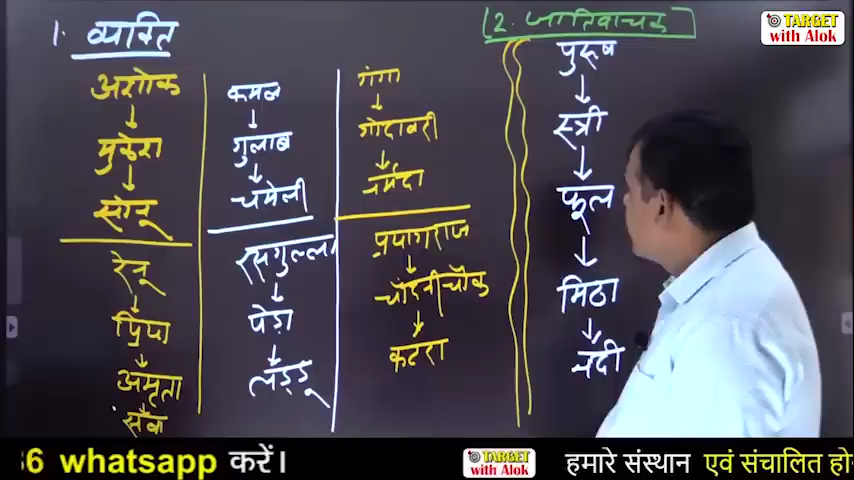 1. व्यक्ति
अशोक
↓
मुकेश
↓
सोनू
रेनू
↓
प्रिया
↓
अमृता
↓
कमल
↓
गुलाब
↓
चमेली
रसगुल्ला
↓
पेड़ा
↓
लड्डू
गंगा
↓
गोदावरी
↓
नर्मदा
प्रयागराज
↓
चाँदनीचौक
↓
कटरा
2. जातिवाचक
पुरुष
↓
स्त्री
↓
फूल
↓
मिठा
↓
नदी
TARGET
with Alok
36 whatsapp करें।
TARGET
with Alok
हमारे संस्थान एवं संचालित हो